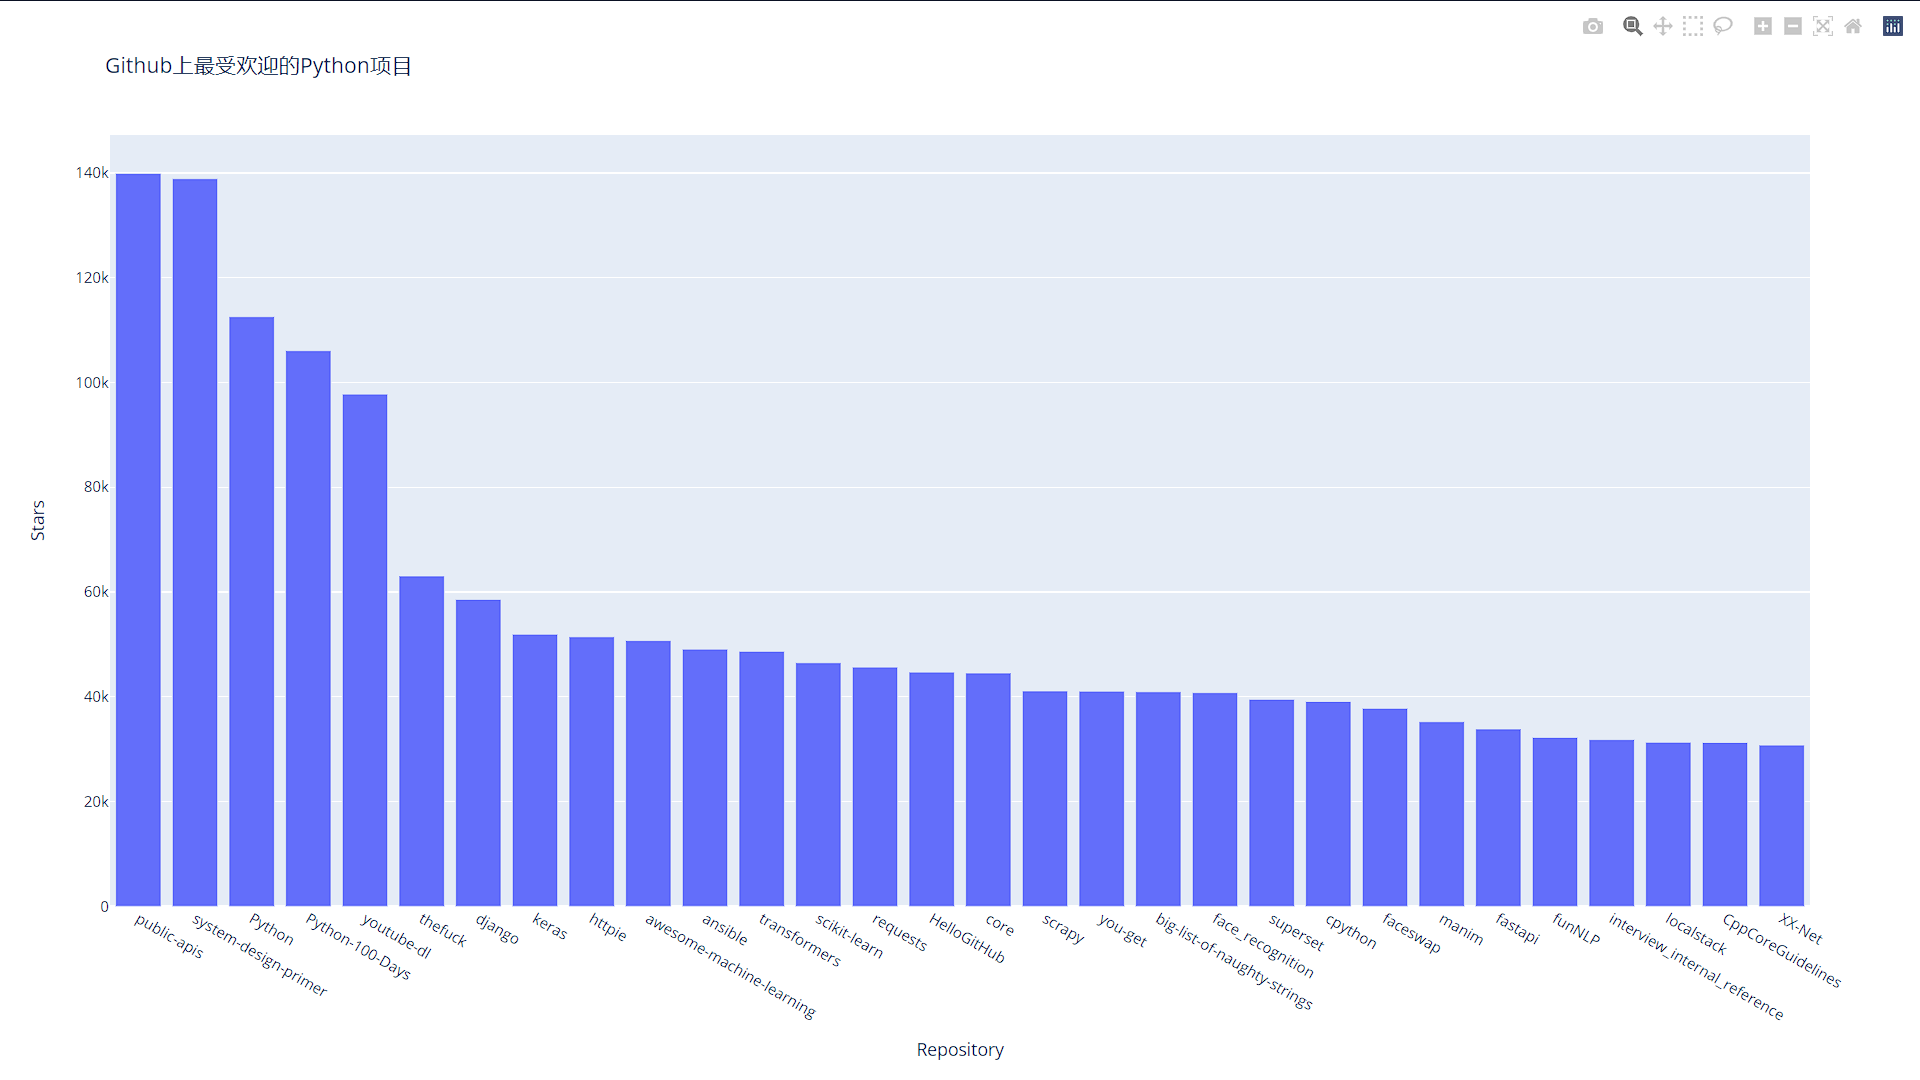 Github上最受欢迎的Python项目
140k
120k
100k
80k
60k
40k
20k
0
Stars
public-apis
system-design-primer
Python
Python-100-Days
youtube-dl
thefuck
django
keras
httpie
awesome-machine-learning
ansible
transformers
scikit-learn
requests
HelloGitHub
core
scrapy
you-get
big-list-of-naughty-strings
face_recognition
superset
cpython
faceswap
manim
fastapi
funNLP
interview_internal_reference
localstack
CppCoreGuidelines
XX-Net
Repository